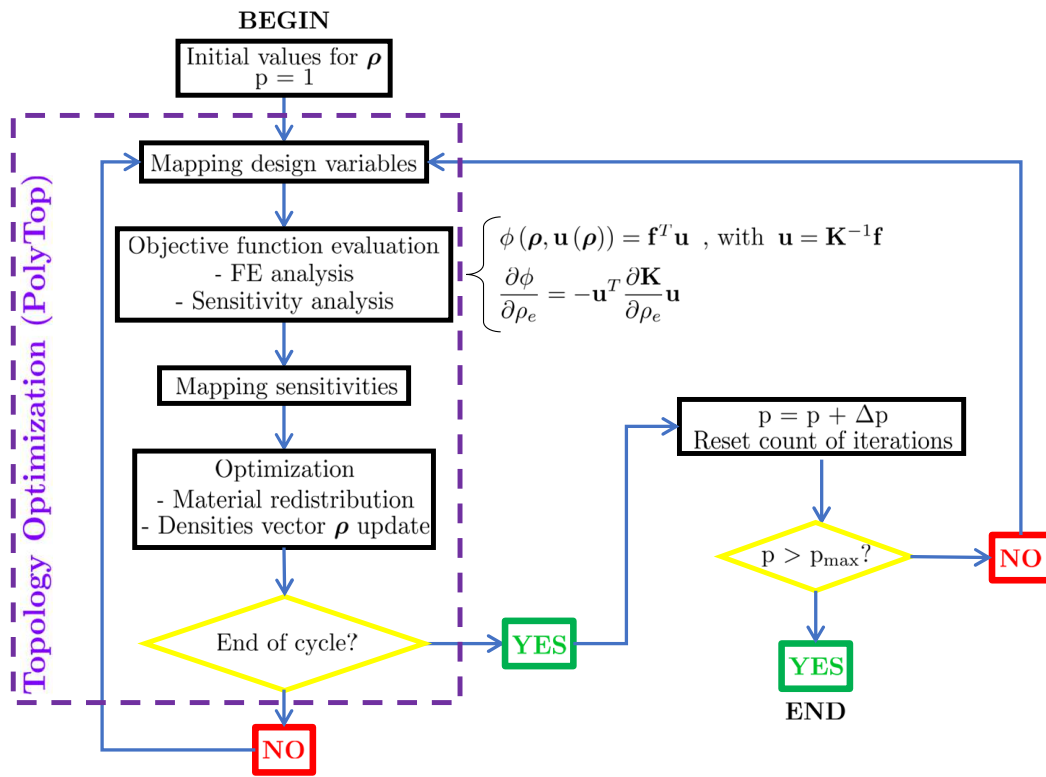 BEGIN
Initial values for ρ
p = 1
Topology Optimization (PolyTop)
Mapping design variables
Objective function evaluation
- FE analysis
- Sensitivity analysis
ϕ (ρ, u (ρ)) = f^T u , with u = K^{-1} f
∂ϕ/∂ρ_e = -u^T ∂K/∂ρ_e u
Mapping sensitivities
Optimization
- Material redistribution
- Densities vector ρ update
End of cycle?
NO
YES
p = p + Δp
Reset count of iterations
p > p_max?
NO
YES
END